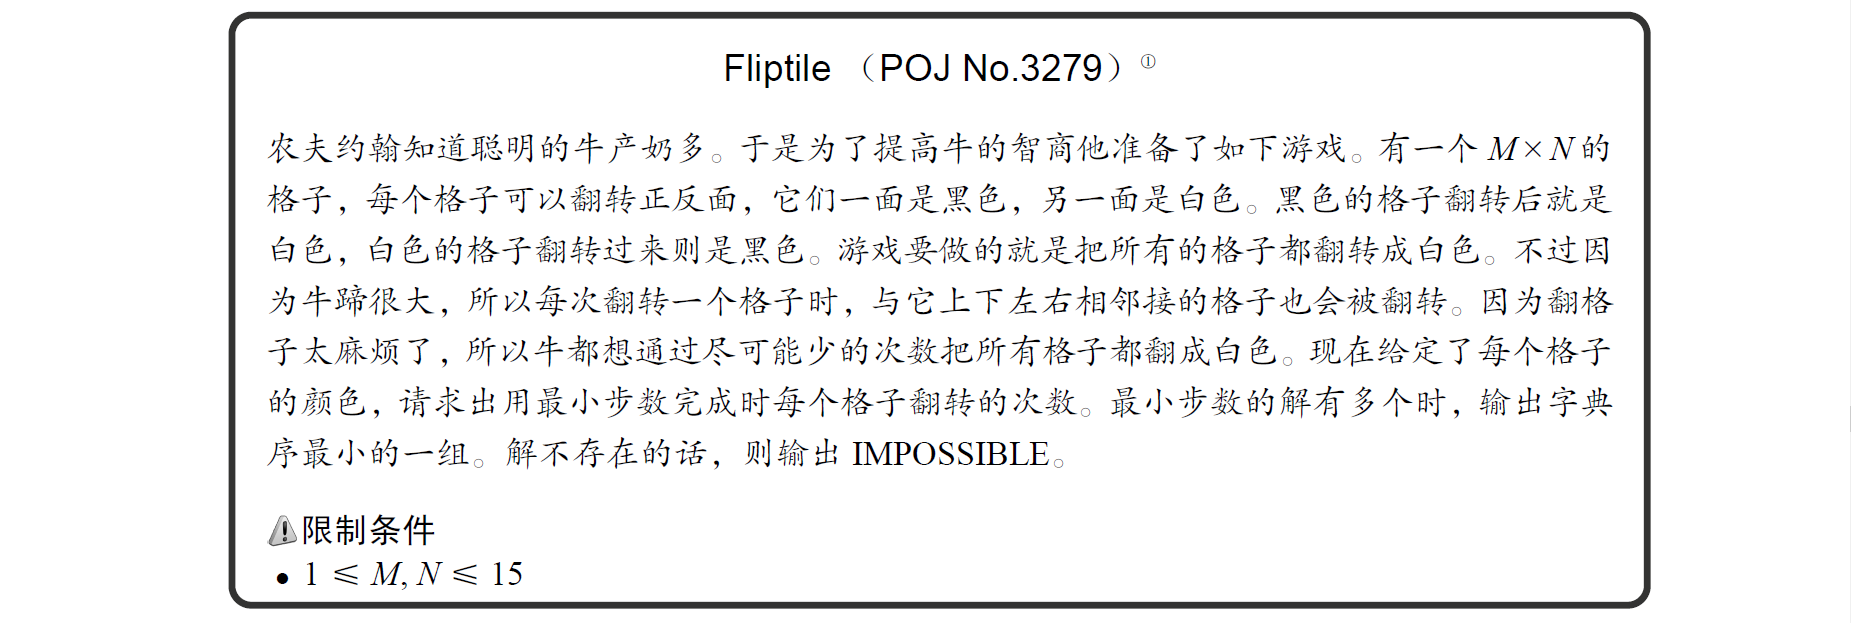 Fliptile （POJ No.3279）①
农夫约翰知道聪明的牛产奶多。于是为了提高牛的智商他准备了如下游戏。有一个 M×N 的
格子，每个格子可以翻转正反面，它们一面是黑色，另一面是白色。黑色的格子翻转后就是
白色，白色的格子翻转过来则是黑色。游戏要做的就是把所有的格子都翻转成白色。不过因
为牛蹄很大，所以每次翻转一个格子时，与它上下左右相邻接的格子也会被翻转。因为翻格
子太麻烦了，所以牛都想通过尽可能少的次数把所有格子都翻成白色。现在给定了每个格子
的颜色，请求出用最小步数完成时每个格子翻转的次数。最小步数的解有多个时，输出字典
序最小的一组。解不存在的话，则输出 IMPOSSIBLE。
限制条件
● 1 ≤ M, N ≤ 15